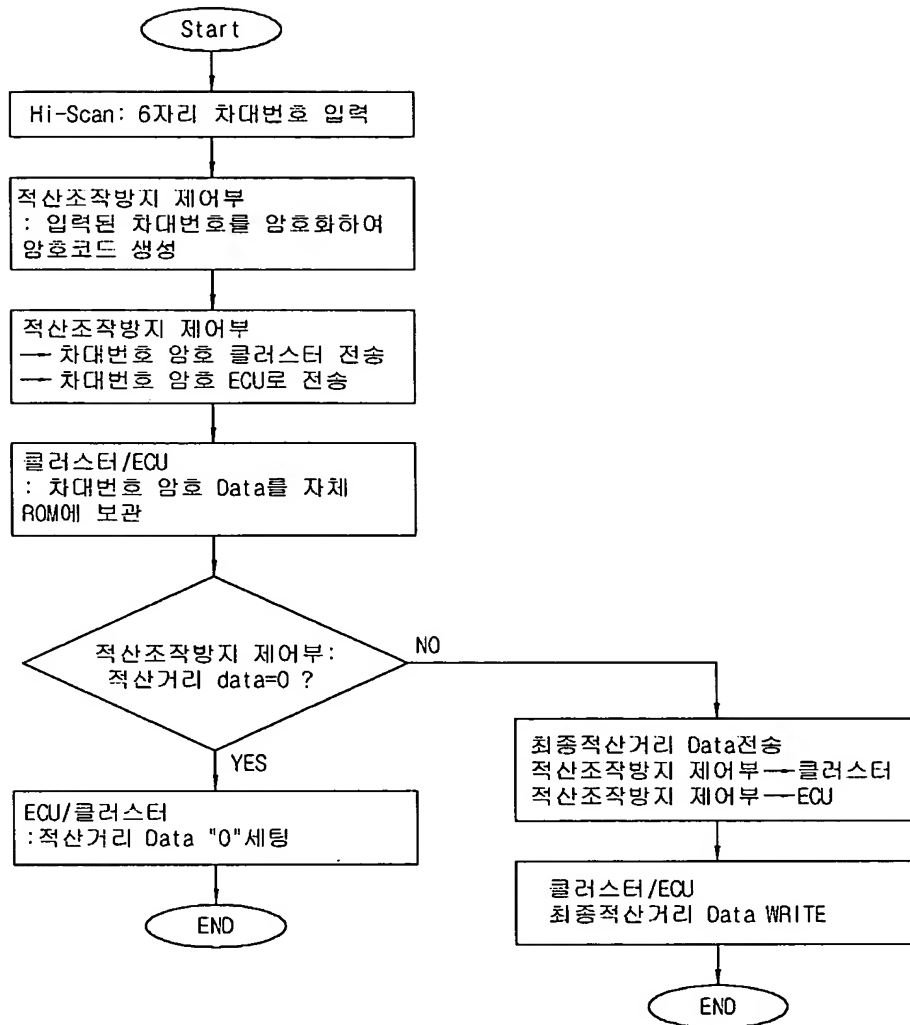 Start
Hi-Scan: 6자리 차대번호 입력
적산조작방지 제어부
: 입력된 차대번호를 암호화하여
암호코드 생성
적산조작방지 제어부
→ 차대번호 암호 클러스터 전송
→ 차대번호 암호 ECU로 전송
클러스터/ECU
: 차대번호 암호 Data를 자체
ROM에 보관
적산조작방지 제어부:
적산거리 data=0 ?
NO
YES
ECU/클러스터
:적산거리 Data "0"세팅
END
최종적산거리 Data전송
적산조작방지 제어부→클러스터
적산조작방지 제어부—ECU
클러스터/ECU
최종적산거리 Data WRITE
END